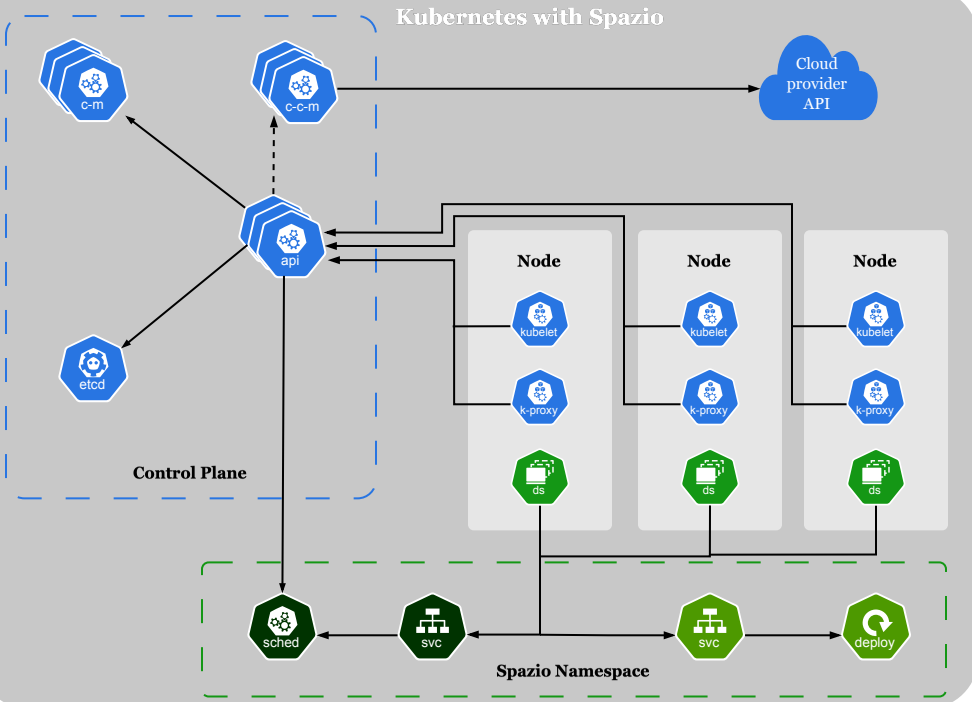 Kubernetes with Spazio
c-m
c-c-m
Cloud
provider
API
api
etcd
Control Plane
Node
kubelet
k-proxy
ds
Node
kubelet
k-proxy
ds
Node
kubelet
k-proxy
ds
sched
svc
svc
deploy
Spazio Namespace